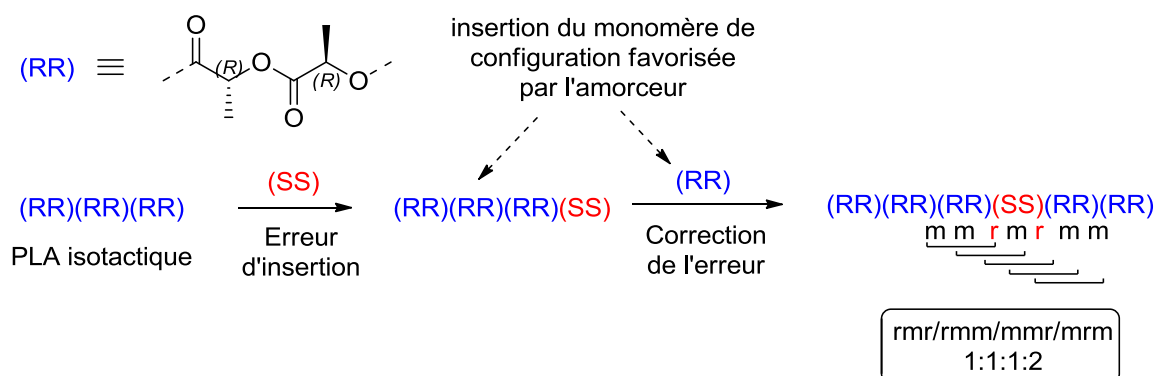 insertion du monomère de
configuration favorisée
par l'amorceur
(RR) ≡
O
(R)
O
O
(R)
O
(SS)
(RR)
(RR)(RR)(RR)
(RR)(RR)(RR)(SS)
(RR)(RR)(RR)(SS)(RR)(RR)
m m r m r m m
PLA isotactique
Erreur
d'insertion
Correction
de l'erreur
rmr/rmm/mmr/mrm
1:1:1:2